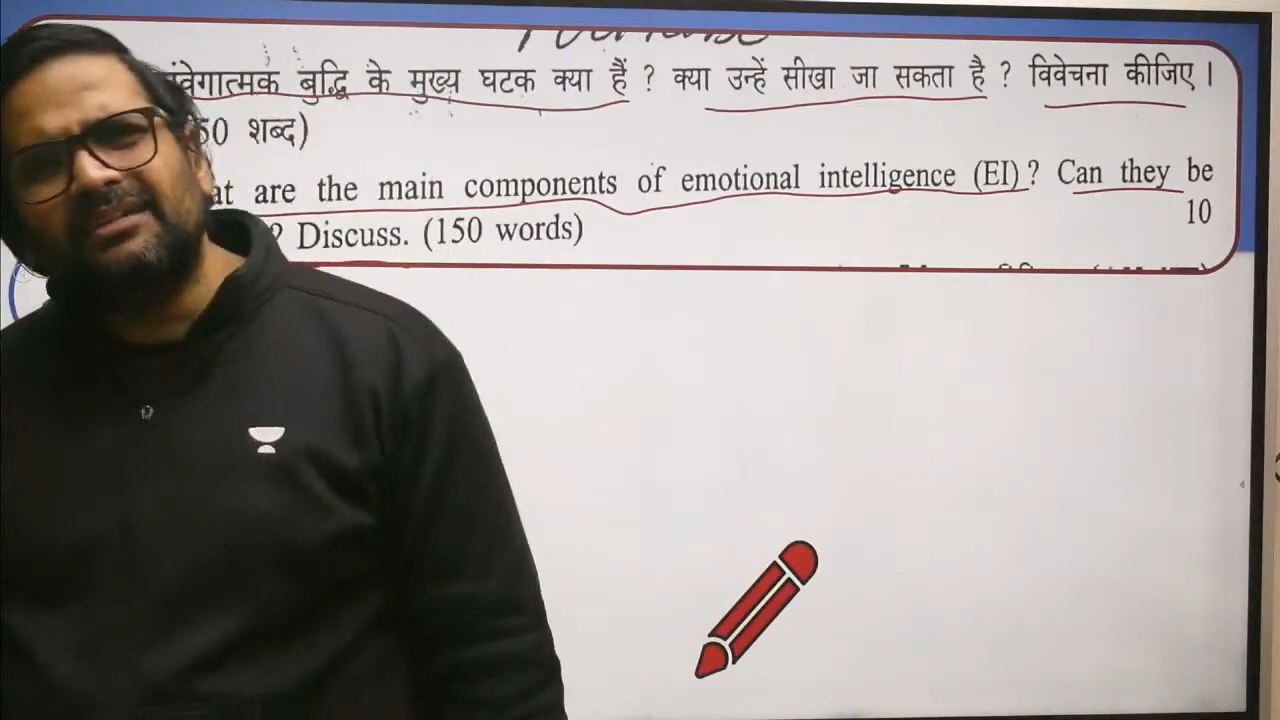 बुद्धि के मुख्य घटक क्या हैं ? क्या उन्हें सीखा जा सकता है ? विवेचना कीजिए ।
50 शब्द)
at are the main components of emotional intelligence (EI) ? Can they be
? Discuss. (150 words)
10